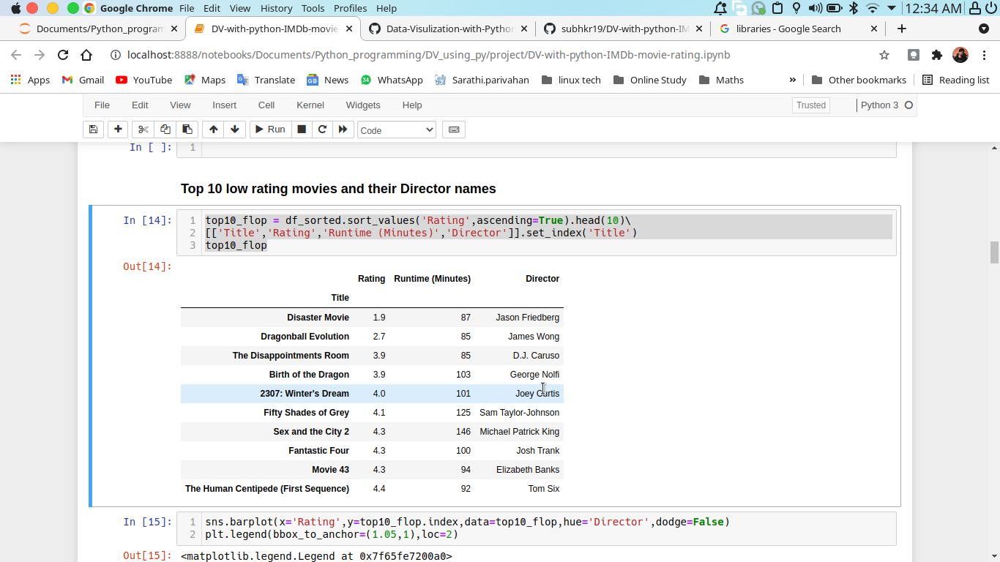 Google Chrome File Edit View History Tools Profiles Help 12:34 AM
Documents/Python_program DV-with-python-IMDb-movie Data-Visulization-with-Python subhkr19/DV-with-python-IM libraries - Google Search
localhost:8888/notebooks/Documents/Python_programming/DV_using_py/project/DV-with-python-IMDb-movie-rating.ipynb
Apps Gmail YouTube Maps Translate News 34 WhatsApp Sarathi.parivahan linux tech Online Study Maths » Other bookmarks Reading list
File Edit View Insert Cell Kernel Widgets Help Trusted Python 3
Run Code
In [ ]: 1
Top 10 low rating movies and their Director names
In [14]: 1 top10_flop = df_sorted.sort_values('Rating',ascending=True).head(10)\
2 [['Title','Rating','Runtime (Minutes)','Director']].set_index('Title')
3 top10_flop
Out[14]:
Rating Runtime (Minutes) Director
Title
Disaster Movie 1.9 87 Jason Friedberg
Dragonball Evolution 2.7 85 James Wong
The Disappointments Room 3.9 85 D.J. Caruso
Birth of the Dragon 3.9 103 George Nolfi
2307: Winter's Dream 4.0 101 Joey Curtis
Fifty Shades of Grey 4.1 125 Sam Taylor-Johnson
Sex and the City 2 4.3 146 Michael Patrick King
Fantastic Four 4.3 100 Josh Trank
Movie 43 4.3 94 Elizabeth Banks
The Human Centipede (First Sequence) 4.4 92 Tom Six
In [15]: 1 sns.barplot(x='Rating',y=top10_flop.index,data=top10_flop,hue='Director',dodge=False)
2 plt.legend(bbox_to_anchor=(1.05,1),loc=2)
Out[15]: <matplotlib.legend.Legend at 0x7f65fe7200a0>